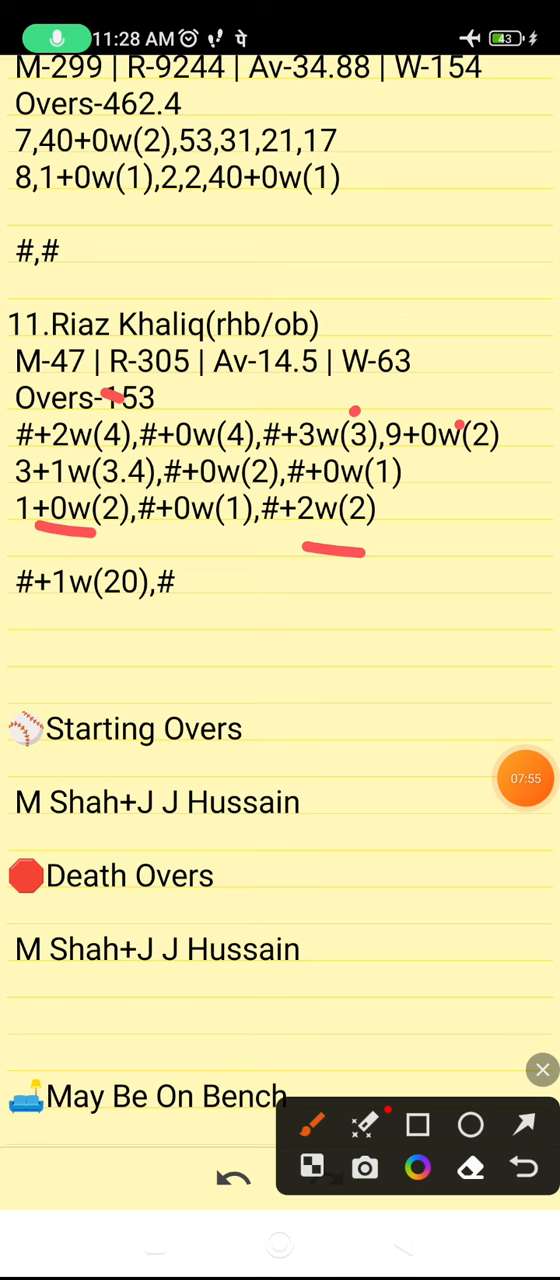 11:28 AM पे 43
M-299 | R-9244 | Av-34.88 | W-154
Overs-462.4
7,40+0w(2),53,31,21,17
8,1+0w(1),2,2,40+0w(1)
#,#
11.Riaz Khaliq(rhb/ob)
M-47 | R-305 | Av-14.5 | W-63
Overs-153
#+2w(4),#+0w(4),#+3w(3),9+0w(2)
3+1w(3.4),#+0w(2),#+0w(1)
1+0w(2),#+0w(1),#+2w(2)
#+1w(20),#
Starting Overs
07:55
M Shah+J J Hussain
Death Overs
M Shah+J J Hussain
May Be On Bench